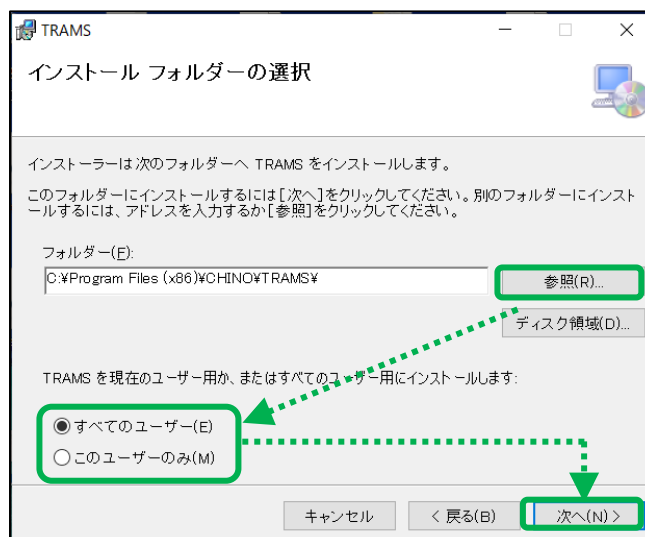 TRAMS
インストール フォルダーの選択
インストーラーは次のフォルダーへ TRAMS をインストールします。
このフォルダーにインストールするには[次へ]をクリックしてください。別のフォルダーにインスト
ールするには、アドレスを入力するか[参照]をクリックしてください。
フォルダー(F):
C:¥Program Files (x86)¥CHINO¥TRAMS¥
参照(R)...
ディスク領域(D)...
TRAMS を現在のユーザー用か、またはすべてのユーザー用にインストールします:
すべてのユーザー(E)
このユーザーのみ(M)
キャンセル
< 戻る(B)
次へ(N) >